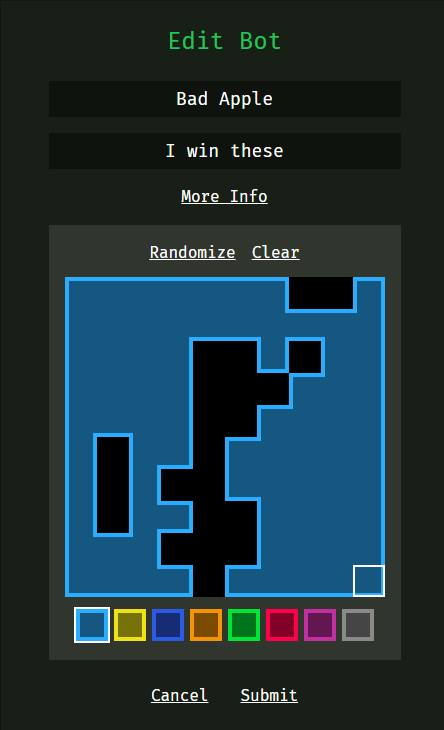 Edit Bot
Bad Apple
I win these
More Info
Randomize Clear
Cancel Submit